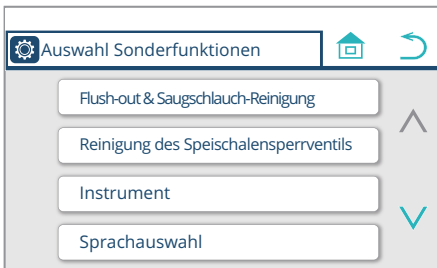 Auswahl Sonderfunktionen
Flush-out & Saugschlauch-Reinigung
Reinigung des Speischalensperrventils
Instrument
Sprachauswahl